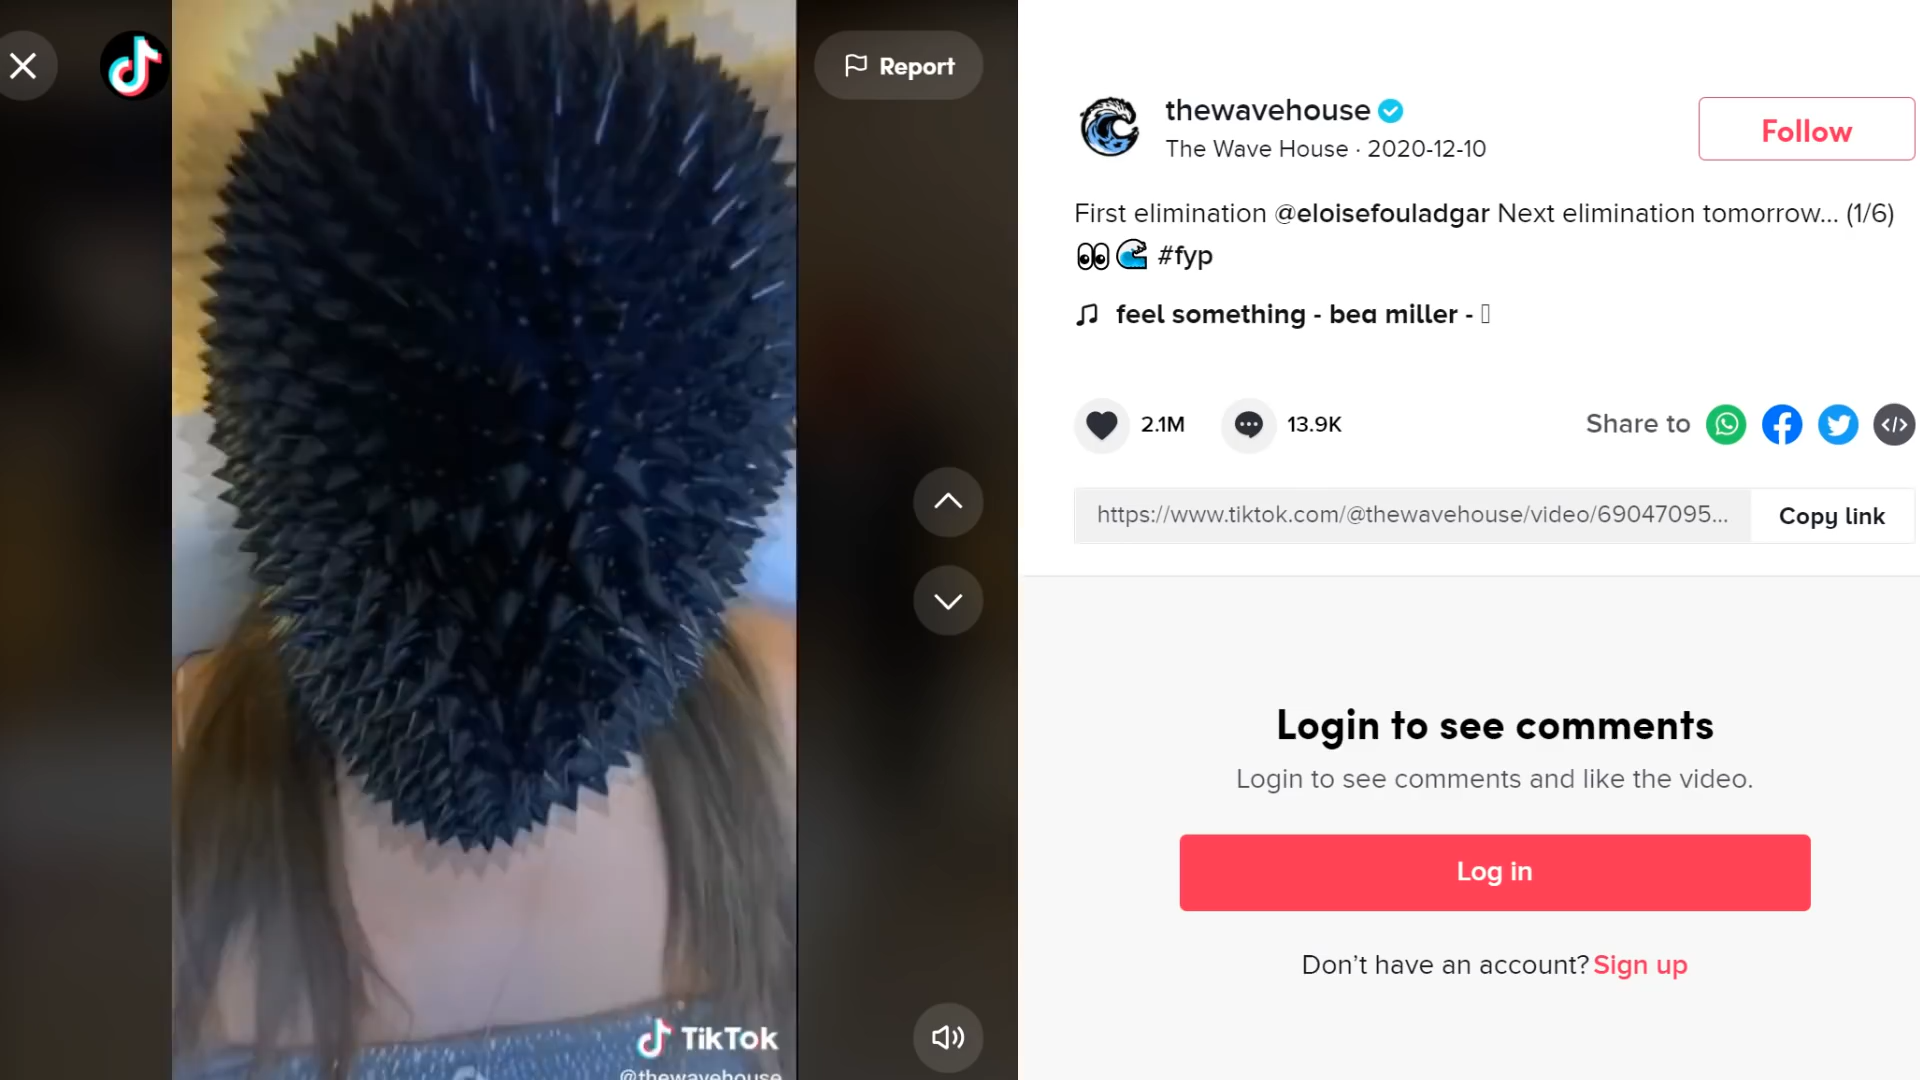 Report
thewavehouse
The Wave House · 2020-12-10
Follow
First elimination @eloisefouladgar Next elimination tomorrow... (1/6)
👀🌊 #fyp
feel something - bea miller -
2.1M
13.9K
Share to
https://www.tiktok.com/@thewavehouse/video/69047095...
Copy link
Login to see comments
Login to see comments and like the video.
Log in
Don’t have an account? Sign up
TikTok
@thewavehouse